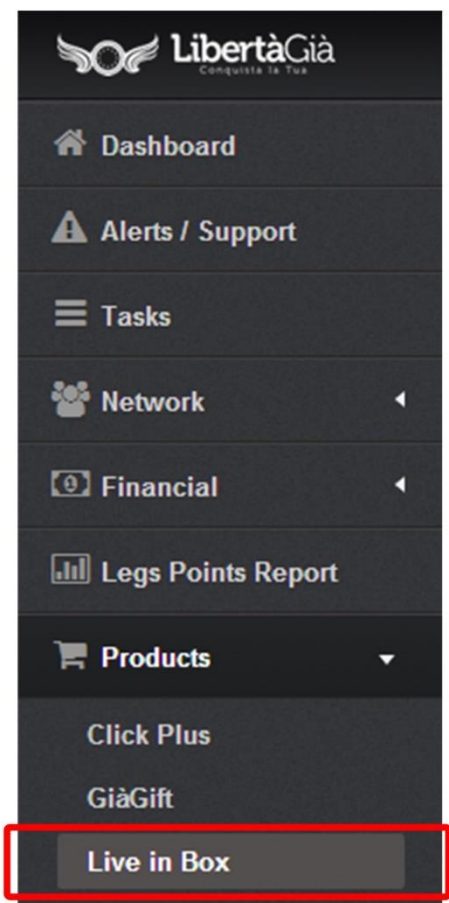 LibertàGià
Conquista la Tua
Dashboard
Alerts / Support
Tasks
Network
Financial
Legs Points Report
Products
Click Plus
GiàGift
Live in Box